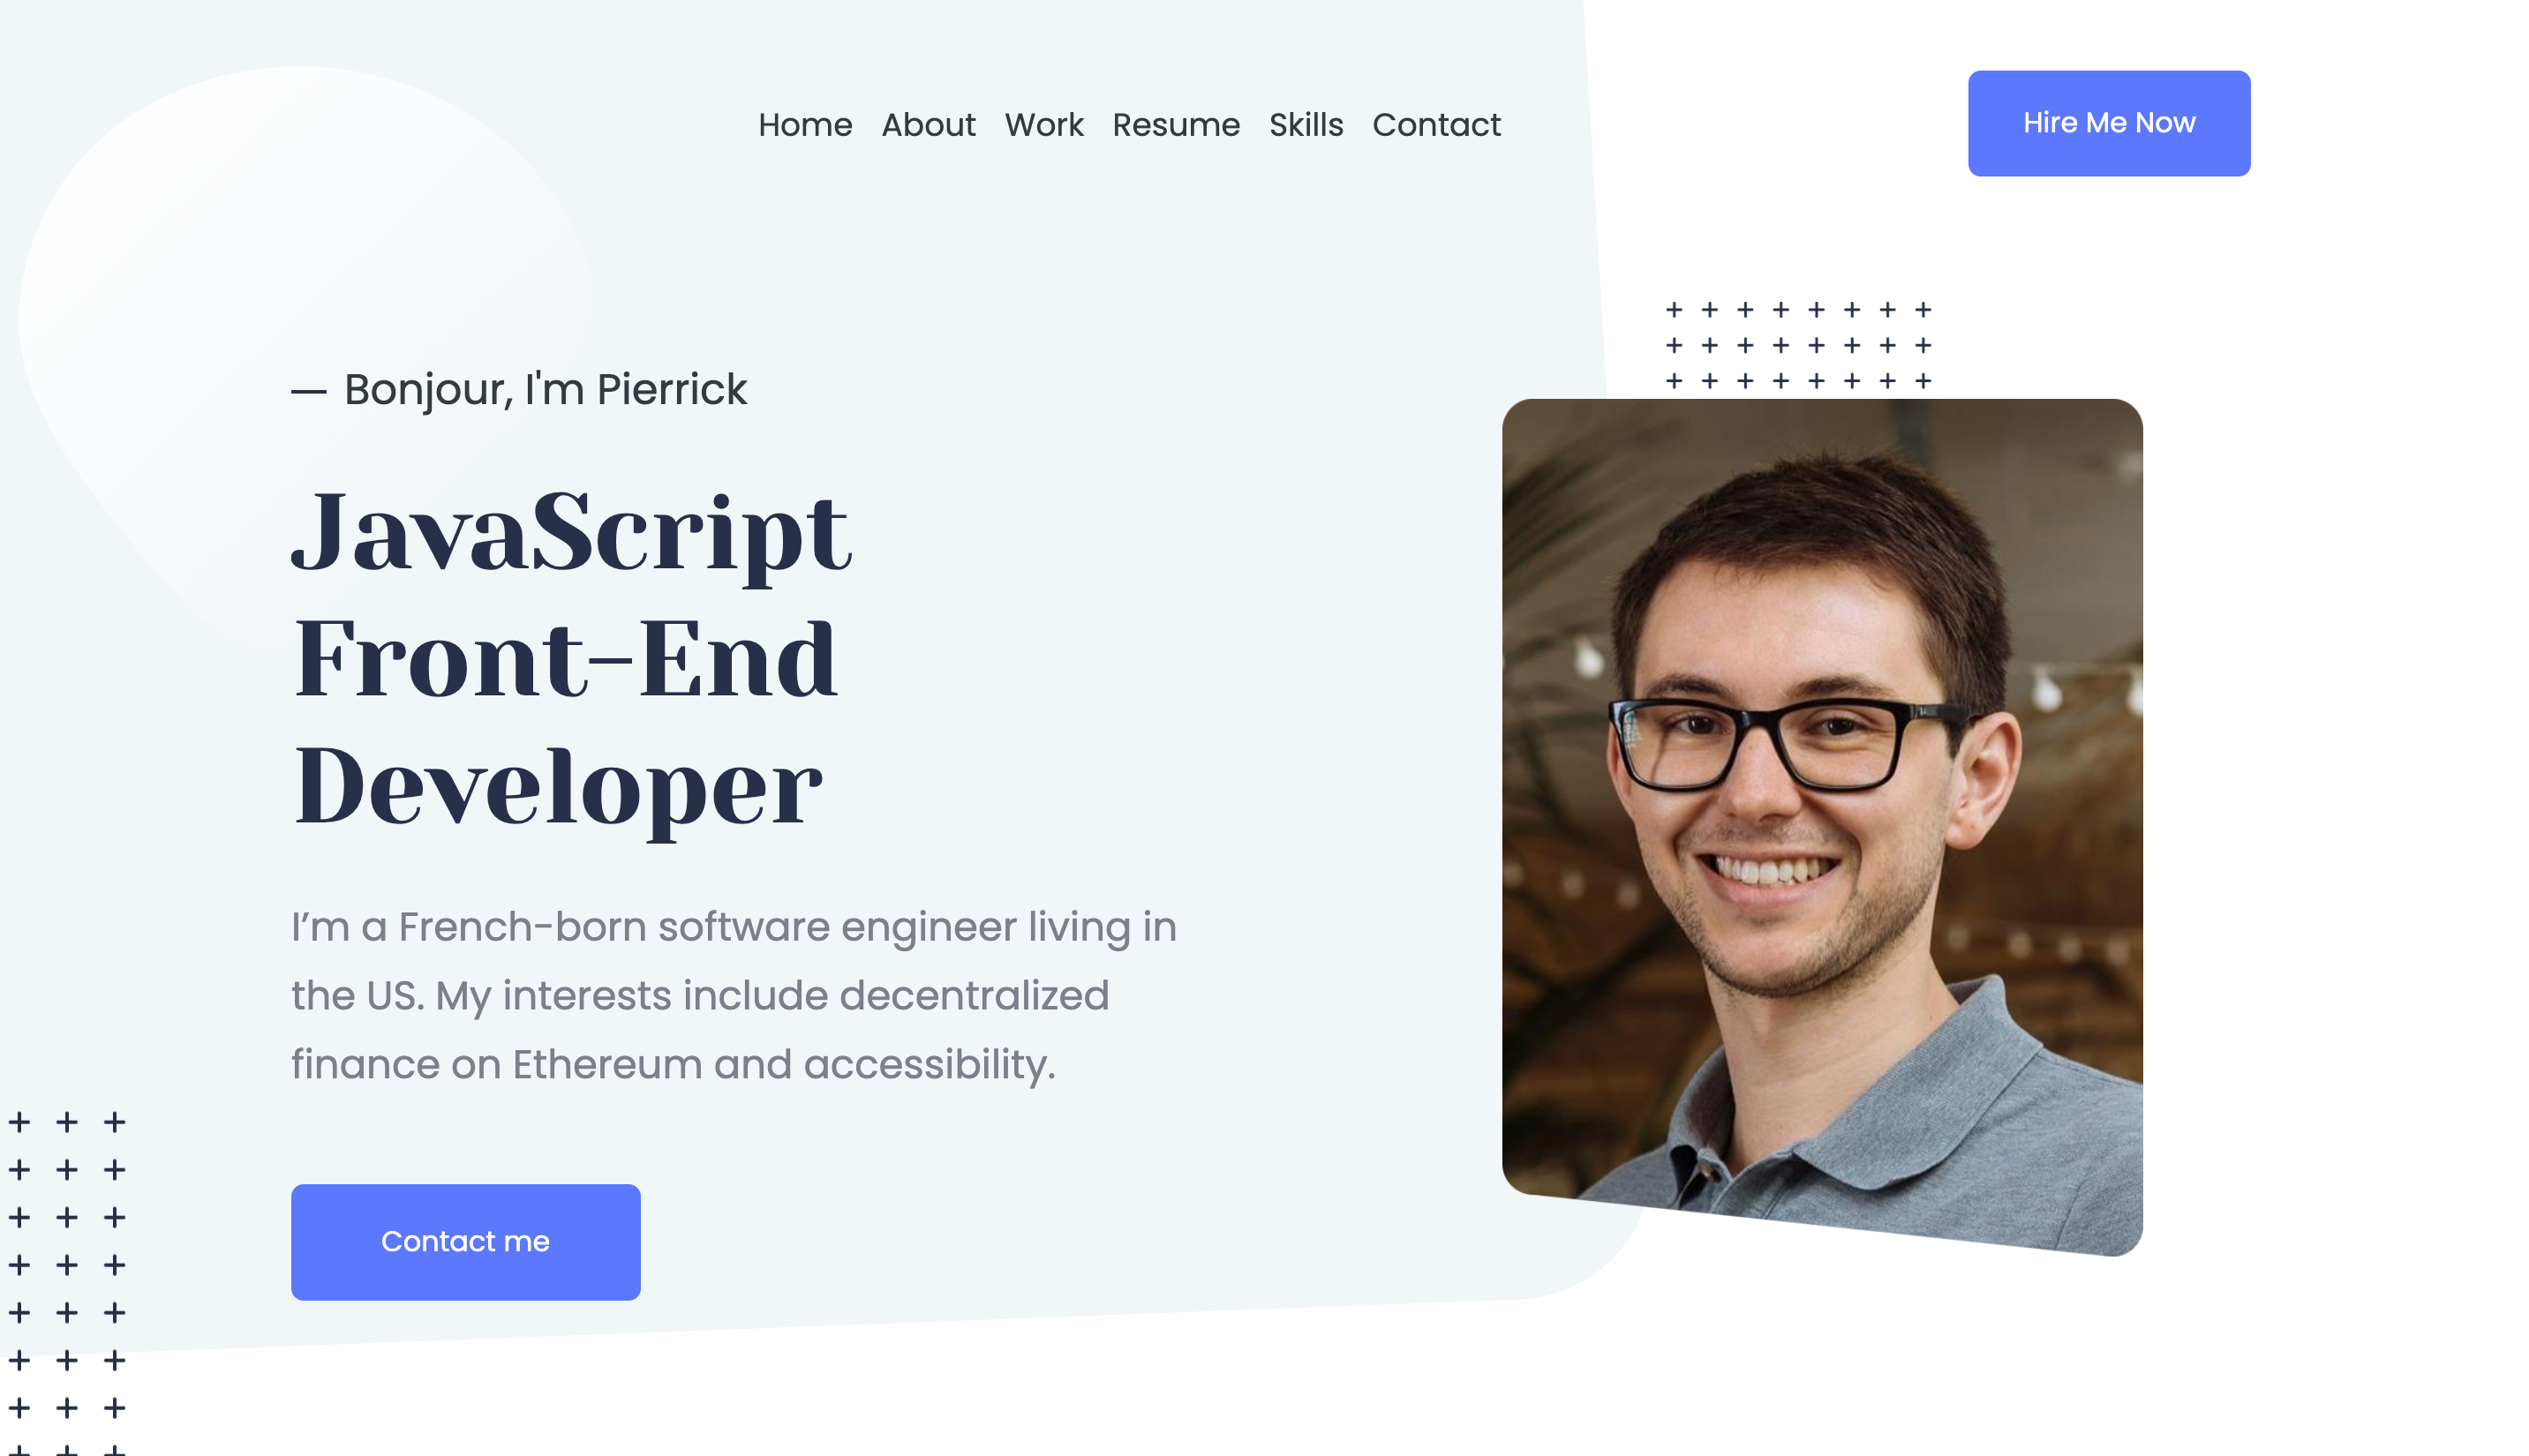 Home About Work Resume Skills Contact
Hire Me Now
— Bonjour, I'm Pierrick
JavaScript
Front-End
Developer
I’m a French-born software engineer living in
the US. My interests include decentralized
finance on Ethereum and accessibility.
Contact me